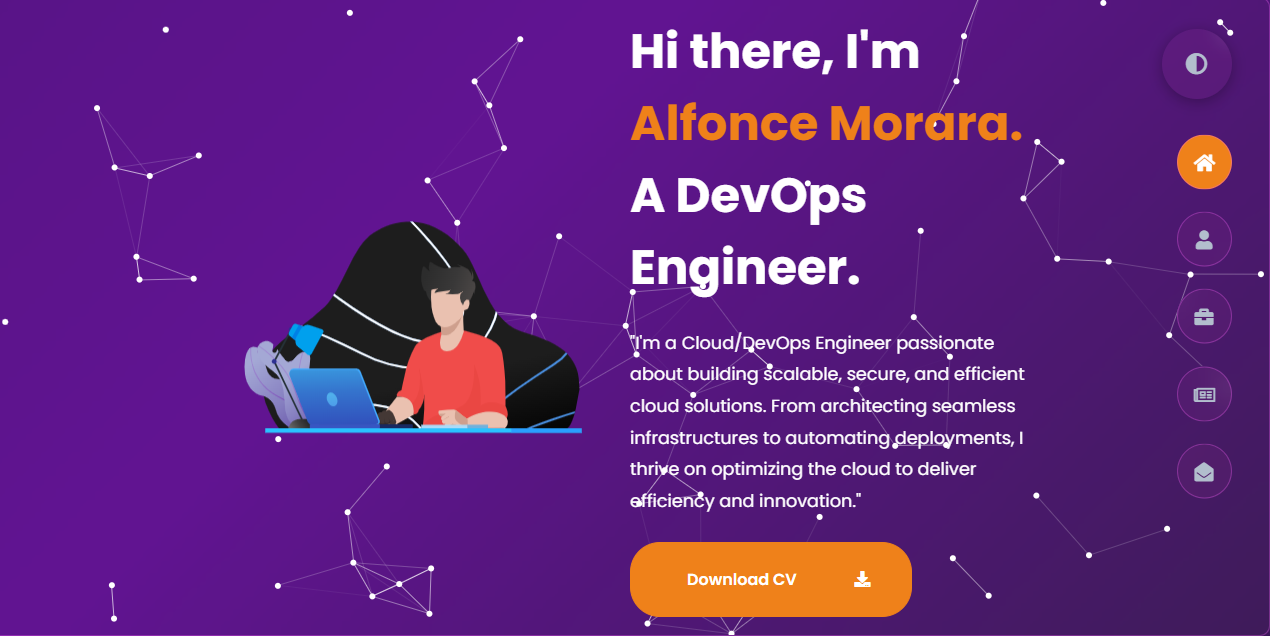 Hi there, I'm
Alfonce Morara.
A DevOps
Engineer.
"I'm a Cloud/DevOps Engineer passionate
about building scalable, secure, and efficient
cloud solutions. From architecting seamless
infrastructures to automating deployments, I
thrive on optimizing the cloud to deliver
efficiency and innovation."
Download CV